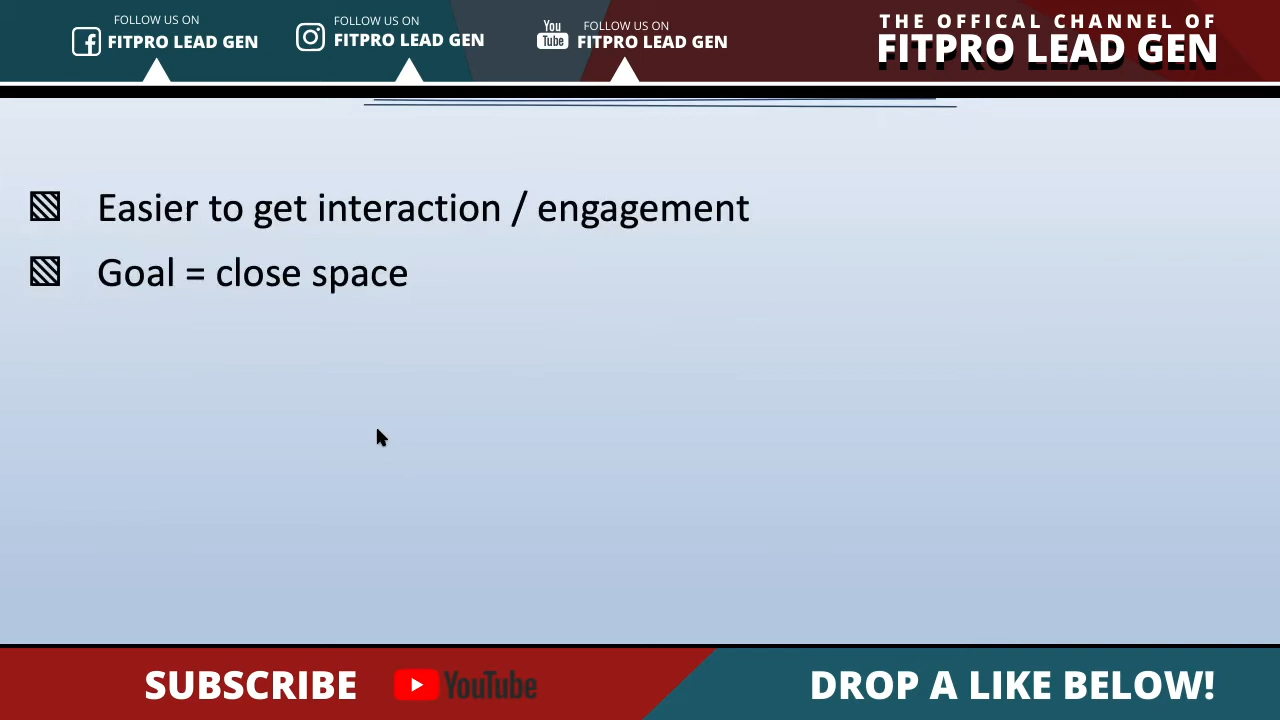 FOLLOW US ON
FITPRO LEAD GEN
FOLLOW US ON
FITPRO LEAD GEN
You
Tube
FOLLOW US ON
FITPRO LEAD GEN
THE OFFICAL CHANNEL OF
FITPRO LEAD GEN
Easier to get interaction / engagement
Goal = close space
SUBSCRIBE
YouTube
DROP A LIKE BELOW!